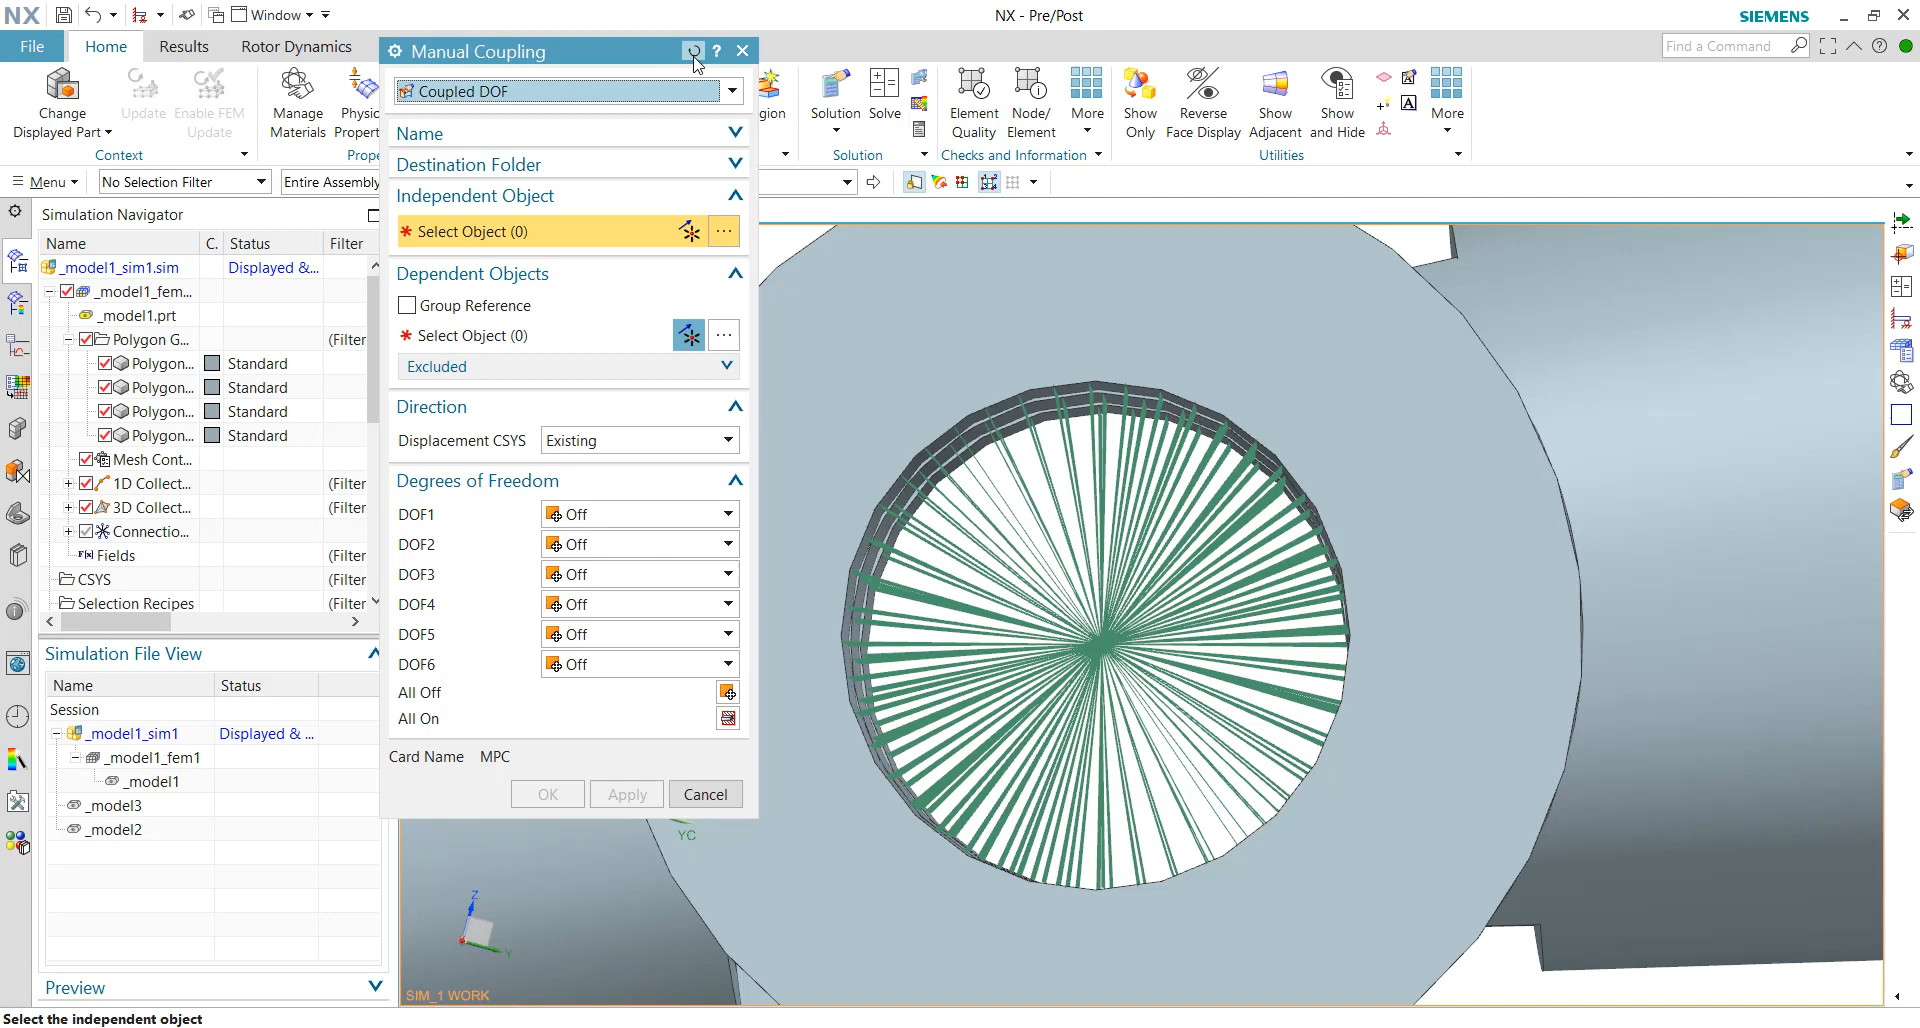 NX
Window
NX - Pre/Post
SIEMENS
File
Home
Results
Rotor Dynamics
Manual Coupling
Find a Command
Coupled DOF
Change
Displayed Part
Update
Enable FEM
Update
Manage
Materials
Physic
Propert
gion
Solution
Solve
Element
Quality
Node/
Element
More
Show
Only
Reverse
Face Display
Show
Adjacent
Show
and Hide
More
Context
Prope
Solution
Checks and Information
Utilities
Menu
No Selection Filter
Entire Assembly
Name
Destination Folder
Independent Object
* Select Object (0)
Dependent Objects
Group Reference
* Select Object (0)
Excluded
Direction
Displacement CSYS
Existing
Degrees of Freedom
DOF1 Off
DOF2 Off
DOF3 Off
DOF4 Off
DOF5 Off
DOF6 Off
All Off
All On
Card Name MPC
OK
Apply
Cancel
Simulation Navigator
Name C. Status Filter
_model1_sim1.sim Displayed &...
_model1_fem...
_model1.prt
Polygon G... (Filter
Polygon... Standard
Polygon... Standard
Polygon... Standard
Polygon... Standard
Mesh Cont...
1D Collect... (Filter
3D Collect... (Filter
Connectio...
Fields (Filter
CSYS (Filter
Selection Recipes (Filter
Simulation File View
Name Status
Session
_model1_sim1 Displayed & ...
_model1_fem1
_model1
_model3
_model2
Preview
YC
Z
Y
SIM_1 WORK
Select the independent object